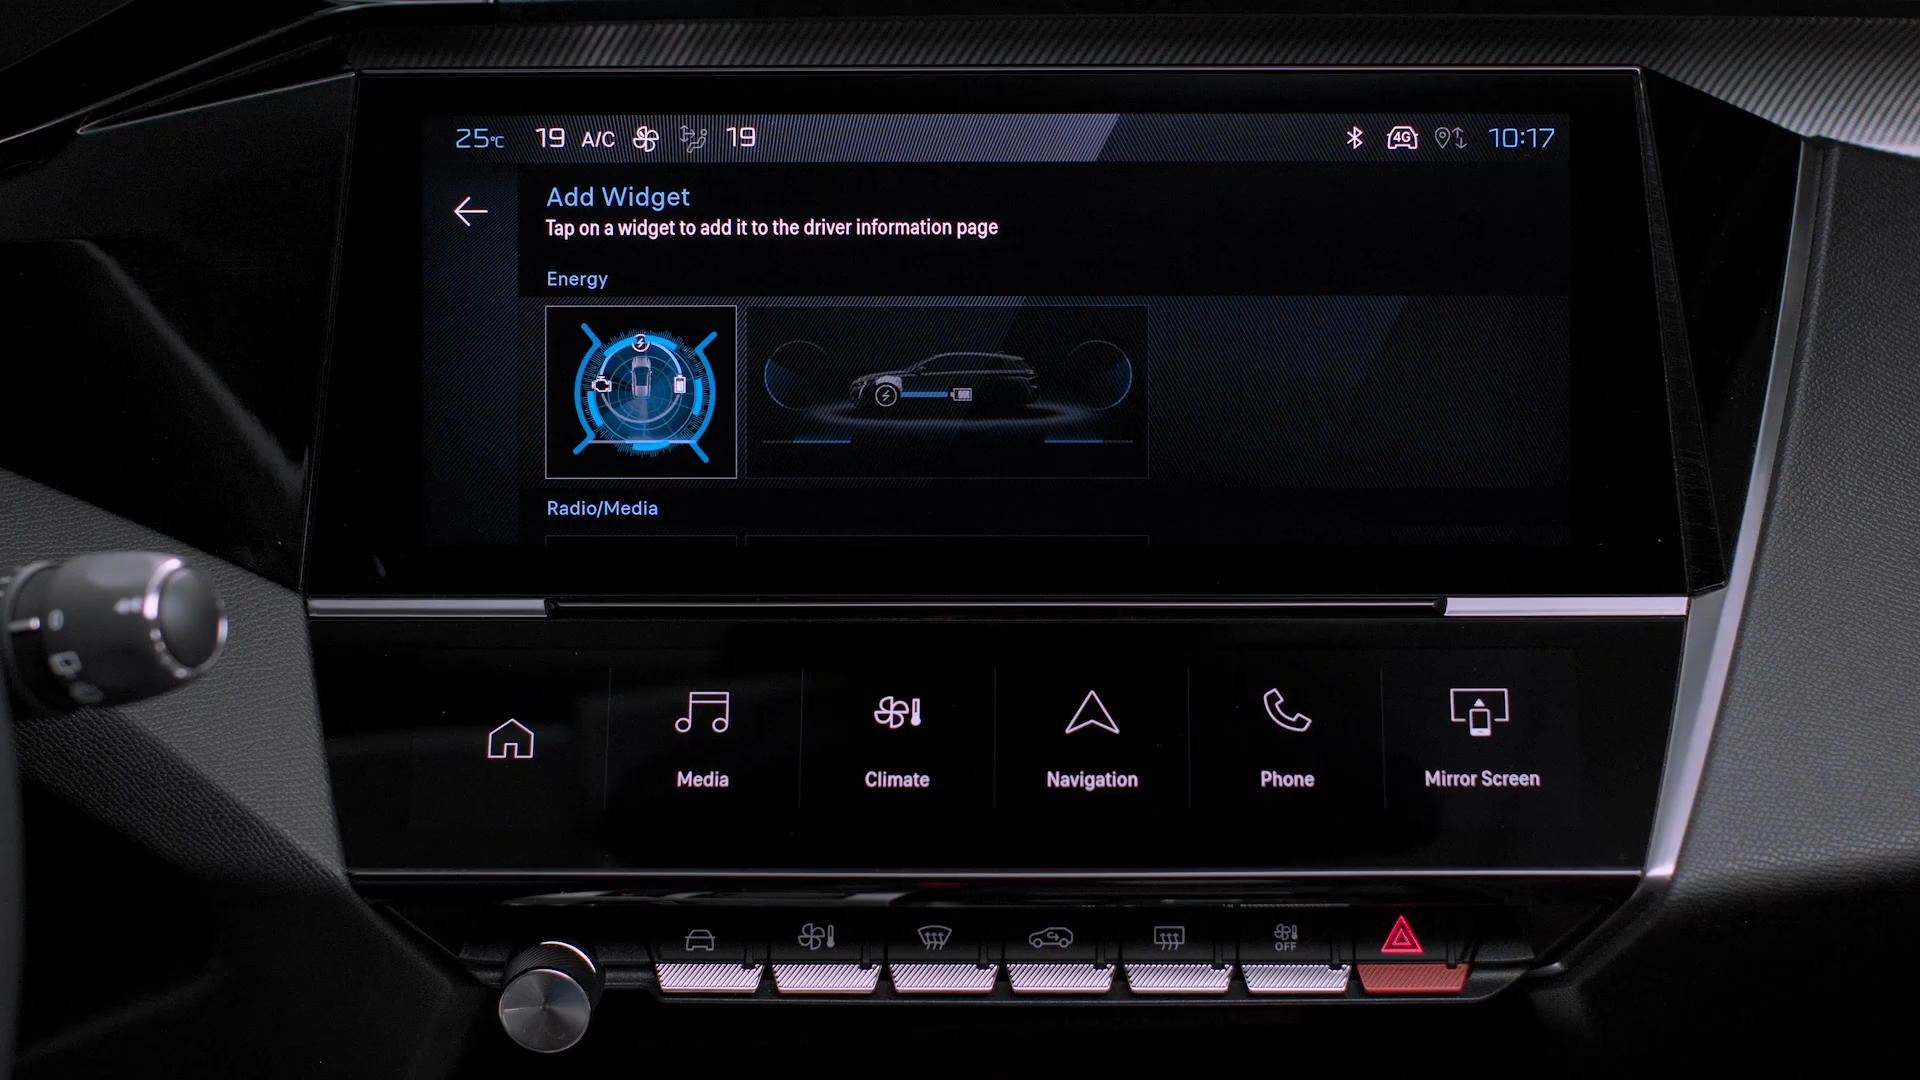 25°C 19 A/C 19 4G 10:17
Add Widget
Tap on a widget to add it to the driver information page
Energy
Radio/Media
Media Climate Navigation Phone Mirror Screen
OFF